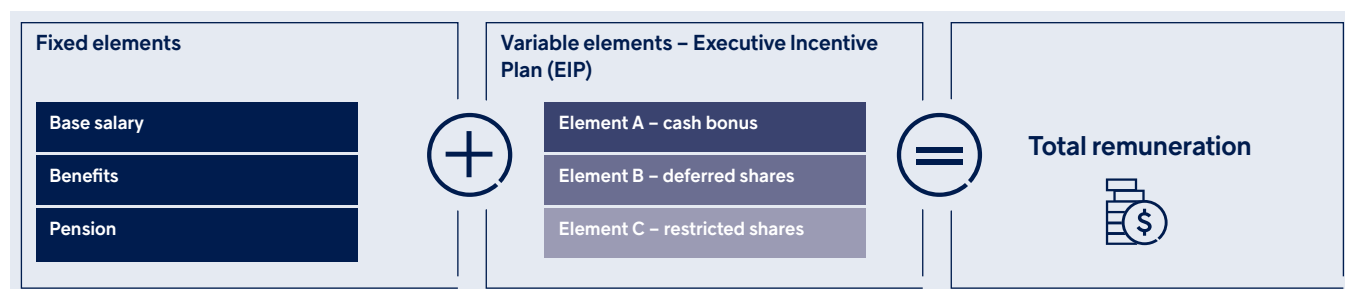 Fixed elements
Base salary
Benefits
Pension
Variable elements – Executive Incentive
Plan (EIP)
Element A – cash bonus
Element B – deferred shares
Element C – restricted shares
Total remuneration
$